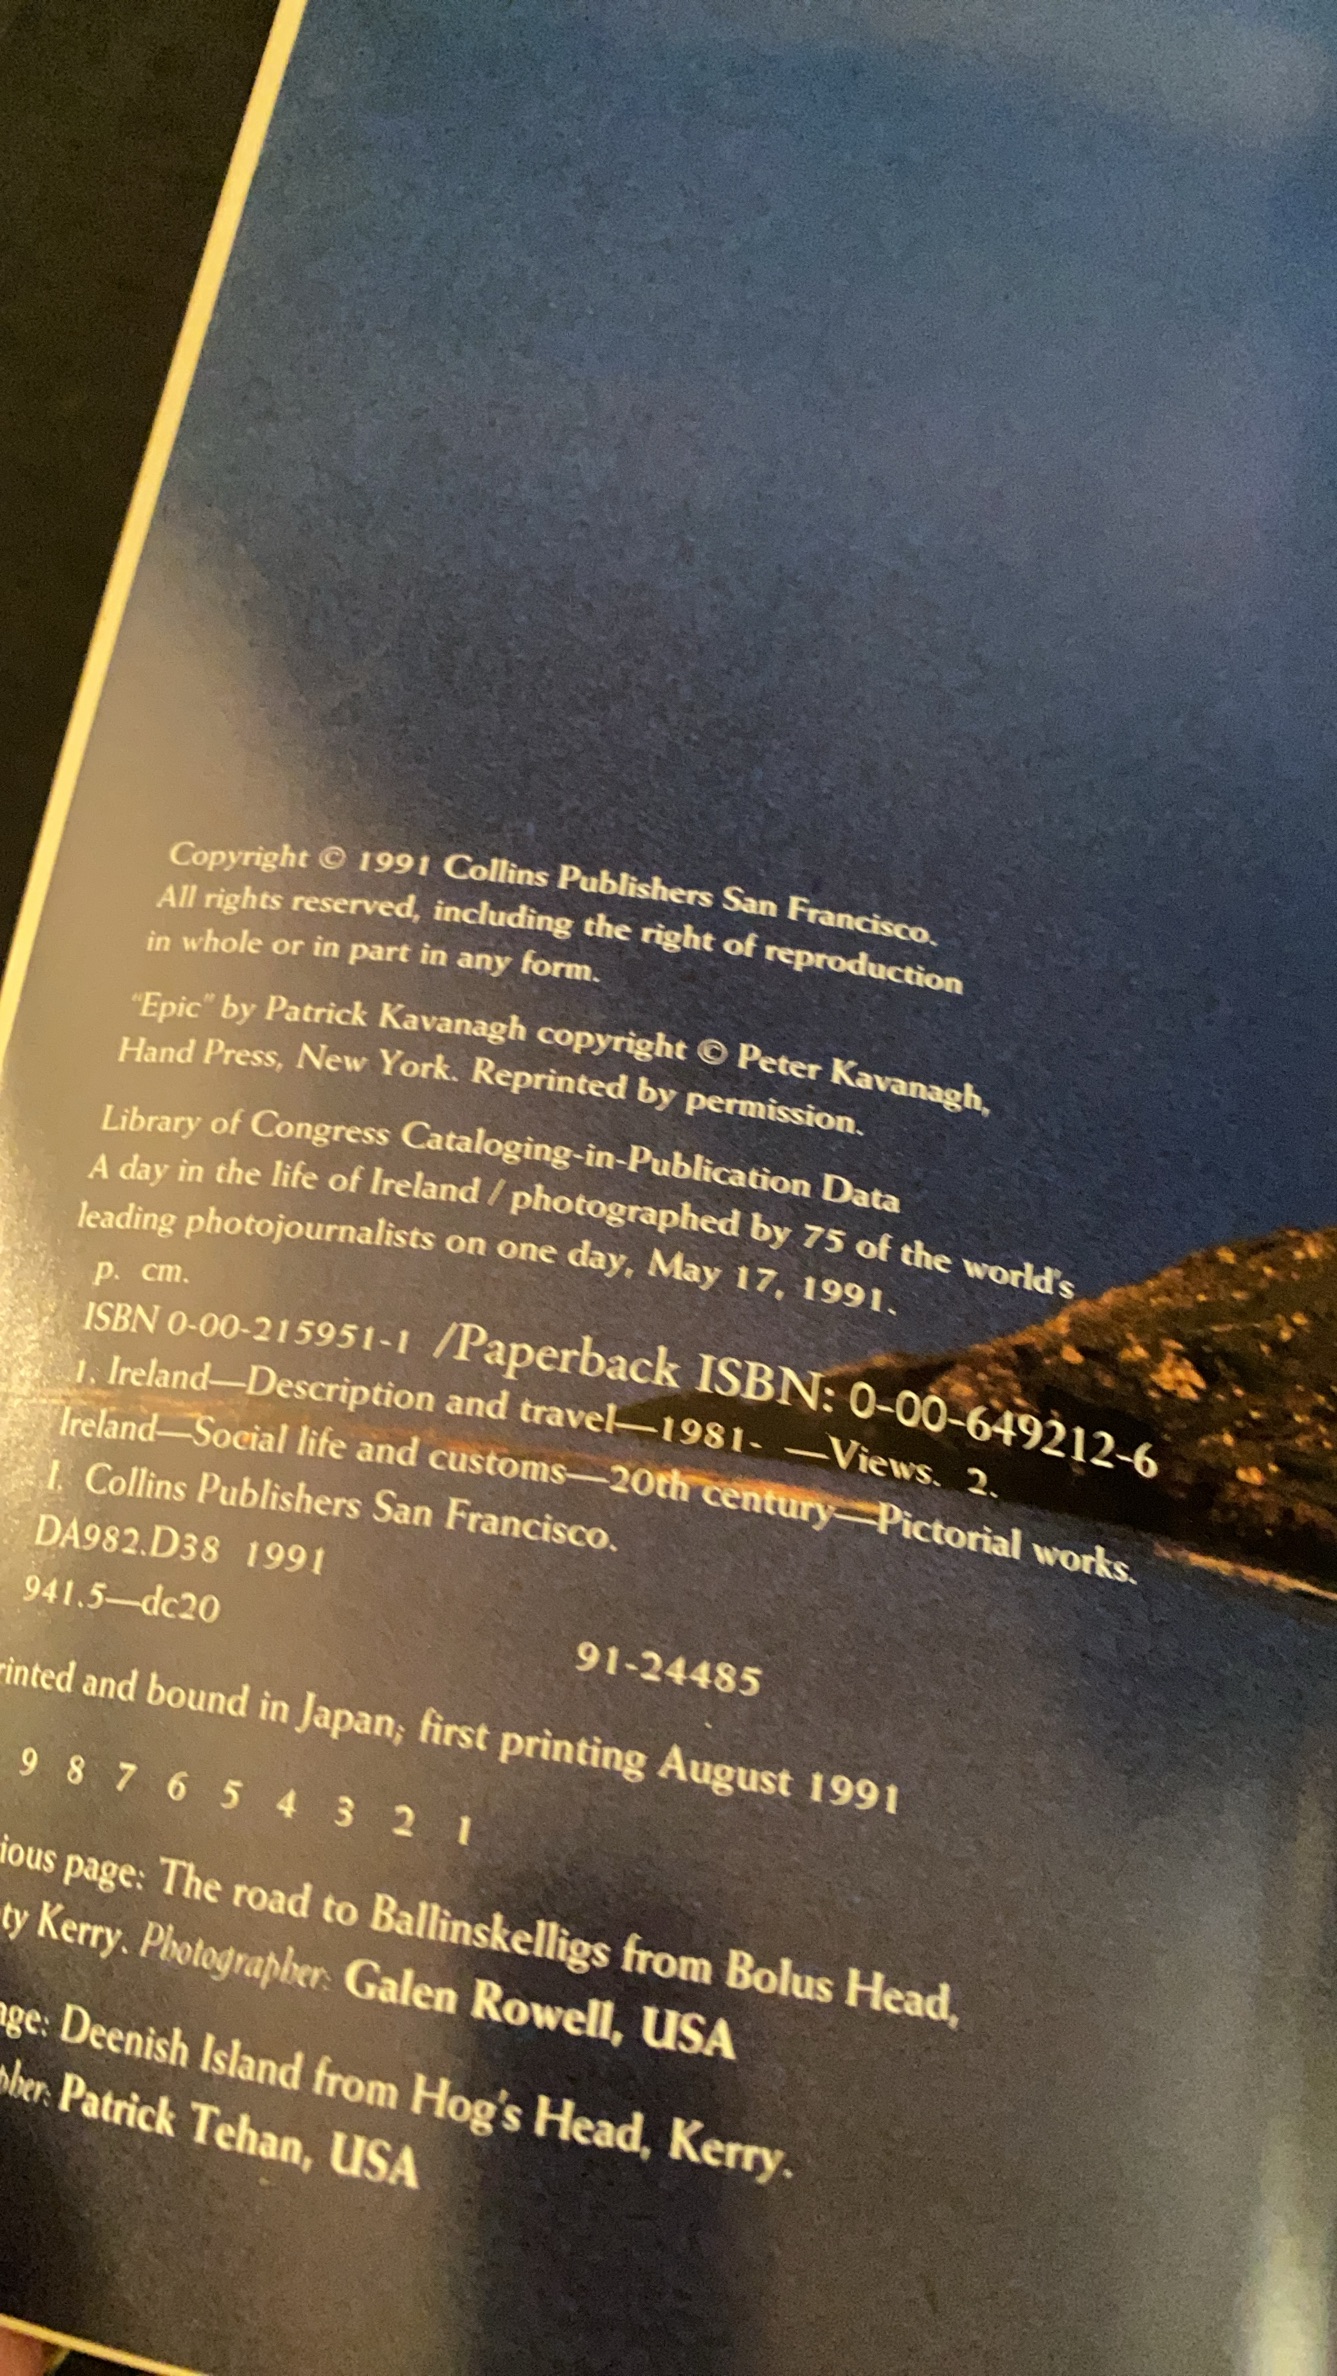 Copyright © 1991 Collins Publishers San Francisco.
All rights reserved, including the right of reproduction
in whole or in part in any form.
"Epic" by Patrick Kavanagh copyright © Peter Kavanagh,
Hand Press, New York. Reprinted by permission.
Library of Congress Cataloging-in-Publication Data
A day in the life of Ireland / photographed by 75 of the world's
leading photojournalists on one day, May 17, 1991.
p. cm.
ISBN 0-00-215951-1 /Paperback ISBN: 0-00-649212-6
1. Ireland—Description and travel—1981- —Views. 2.
Ireland—Social life and customs—20th century—Pictorial works.
I. Collins Publishers San Francisco.
DA982.D38 1991
941.5—dc20
91-24485
rinted and bound in Japan; first printing August 1991
9 8 7 6 5 4 3 2 1
ious page: The road to Ballinskelligs from Bolus Head,
ty Kerry. Photographer: Galen Rowell, USA
age: Deenish Island from Hog's Head, Kerry.
pher: Patrick Tehan, USA